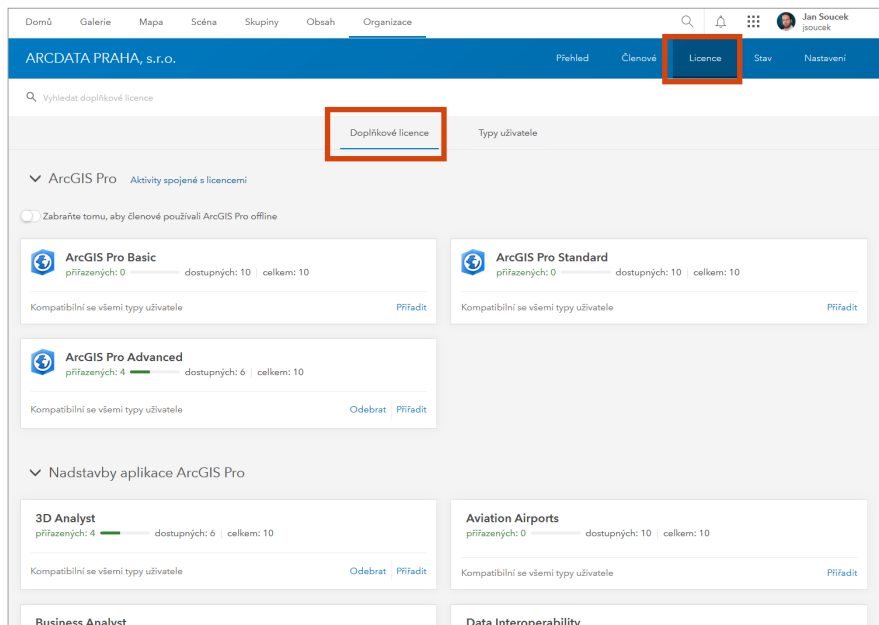 Domů Galerie Mapa Scéna Skupiny Obsah Organizace Jan Soucek
jsoucek
ARCDATA PRAHA, s.r.o. Přehled Členové Licence Stav Nastavení
Vyhledat doplňkové licence
Doplňkové licence Typy uživatele
ArcGIS Pro Aktivity spojené s licencemi
Zabraňte tomu, aby členové používali ArcGIS Pro offline
ArcGIS Pro Basic
přiřazených: 0 dostupných: 10 celkem: 10
Kompatibilní se všemi typy uživatele Přiřadit
ArcGIS Pro Standard
přiřazených: 0 dostupných: 10 celkem: 10
Kompatibilní se všemi typy uživatele Přiřadit
ArcGIS Pro Advanced
přiřazených: 4 dostupných: 6 celkem: 10
Kompatibilní se všemi typy uživatele Odebrat Přiřadit
Nadstavby aplikace ArcGIS Pro
3D Analyst
přiřazených: 4 dostupných: 6 celkem: 10
Kompatibilní se všemi typy uživatele Odebrat Přiřadit
Aviation Airports
přiřazených: 0 dostupných: 10 celkem: 10
Kompatibilní se všemi typy uživatele Přiřadit
Business Analyst
Data Interoperability